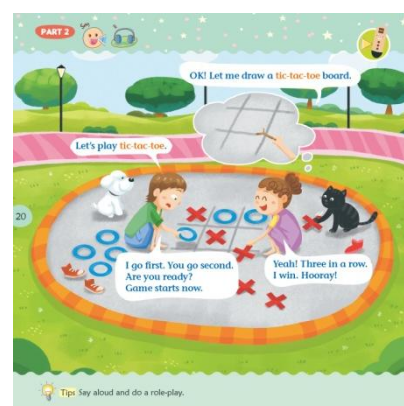 PART 2
OK! Let me draw a tic-tac-toe board.
Let's play tic-tac-toe.
20
I go first. You go second.
Are you ready?
Game starts now.
Yeah! Three in a row.
I win. Hooray!
Tips Say aloud and do a role-play.